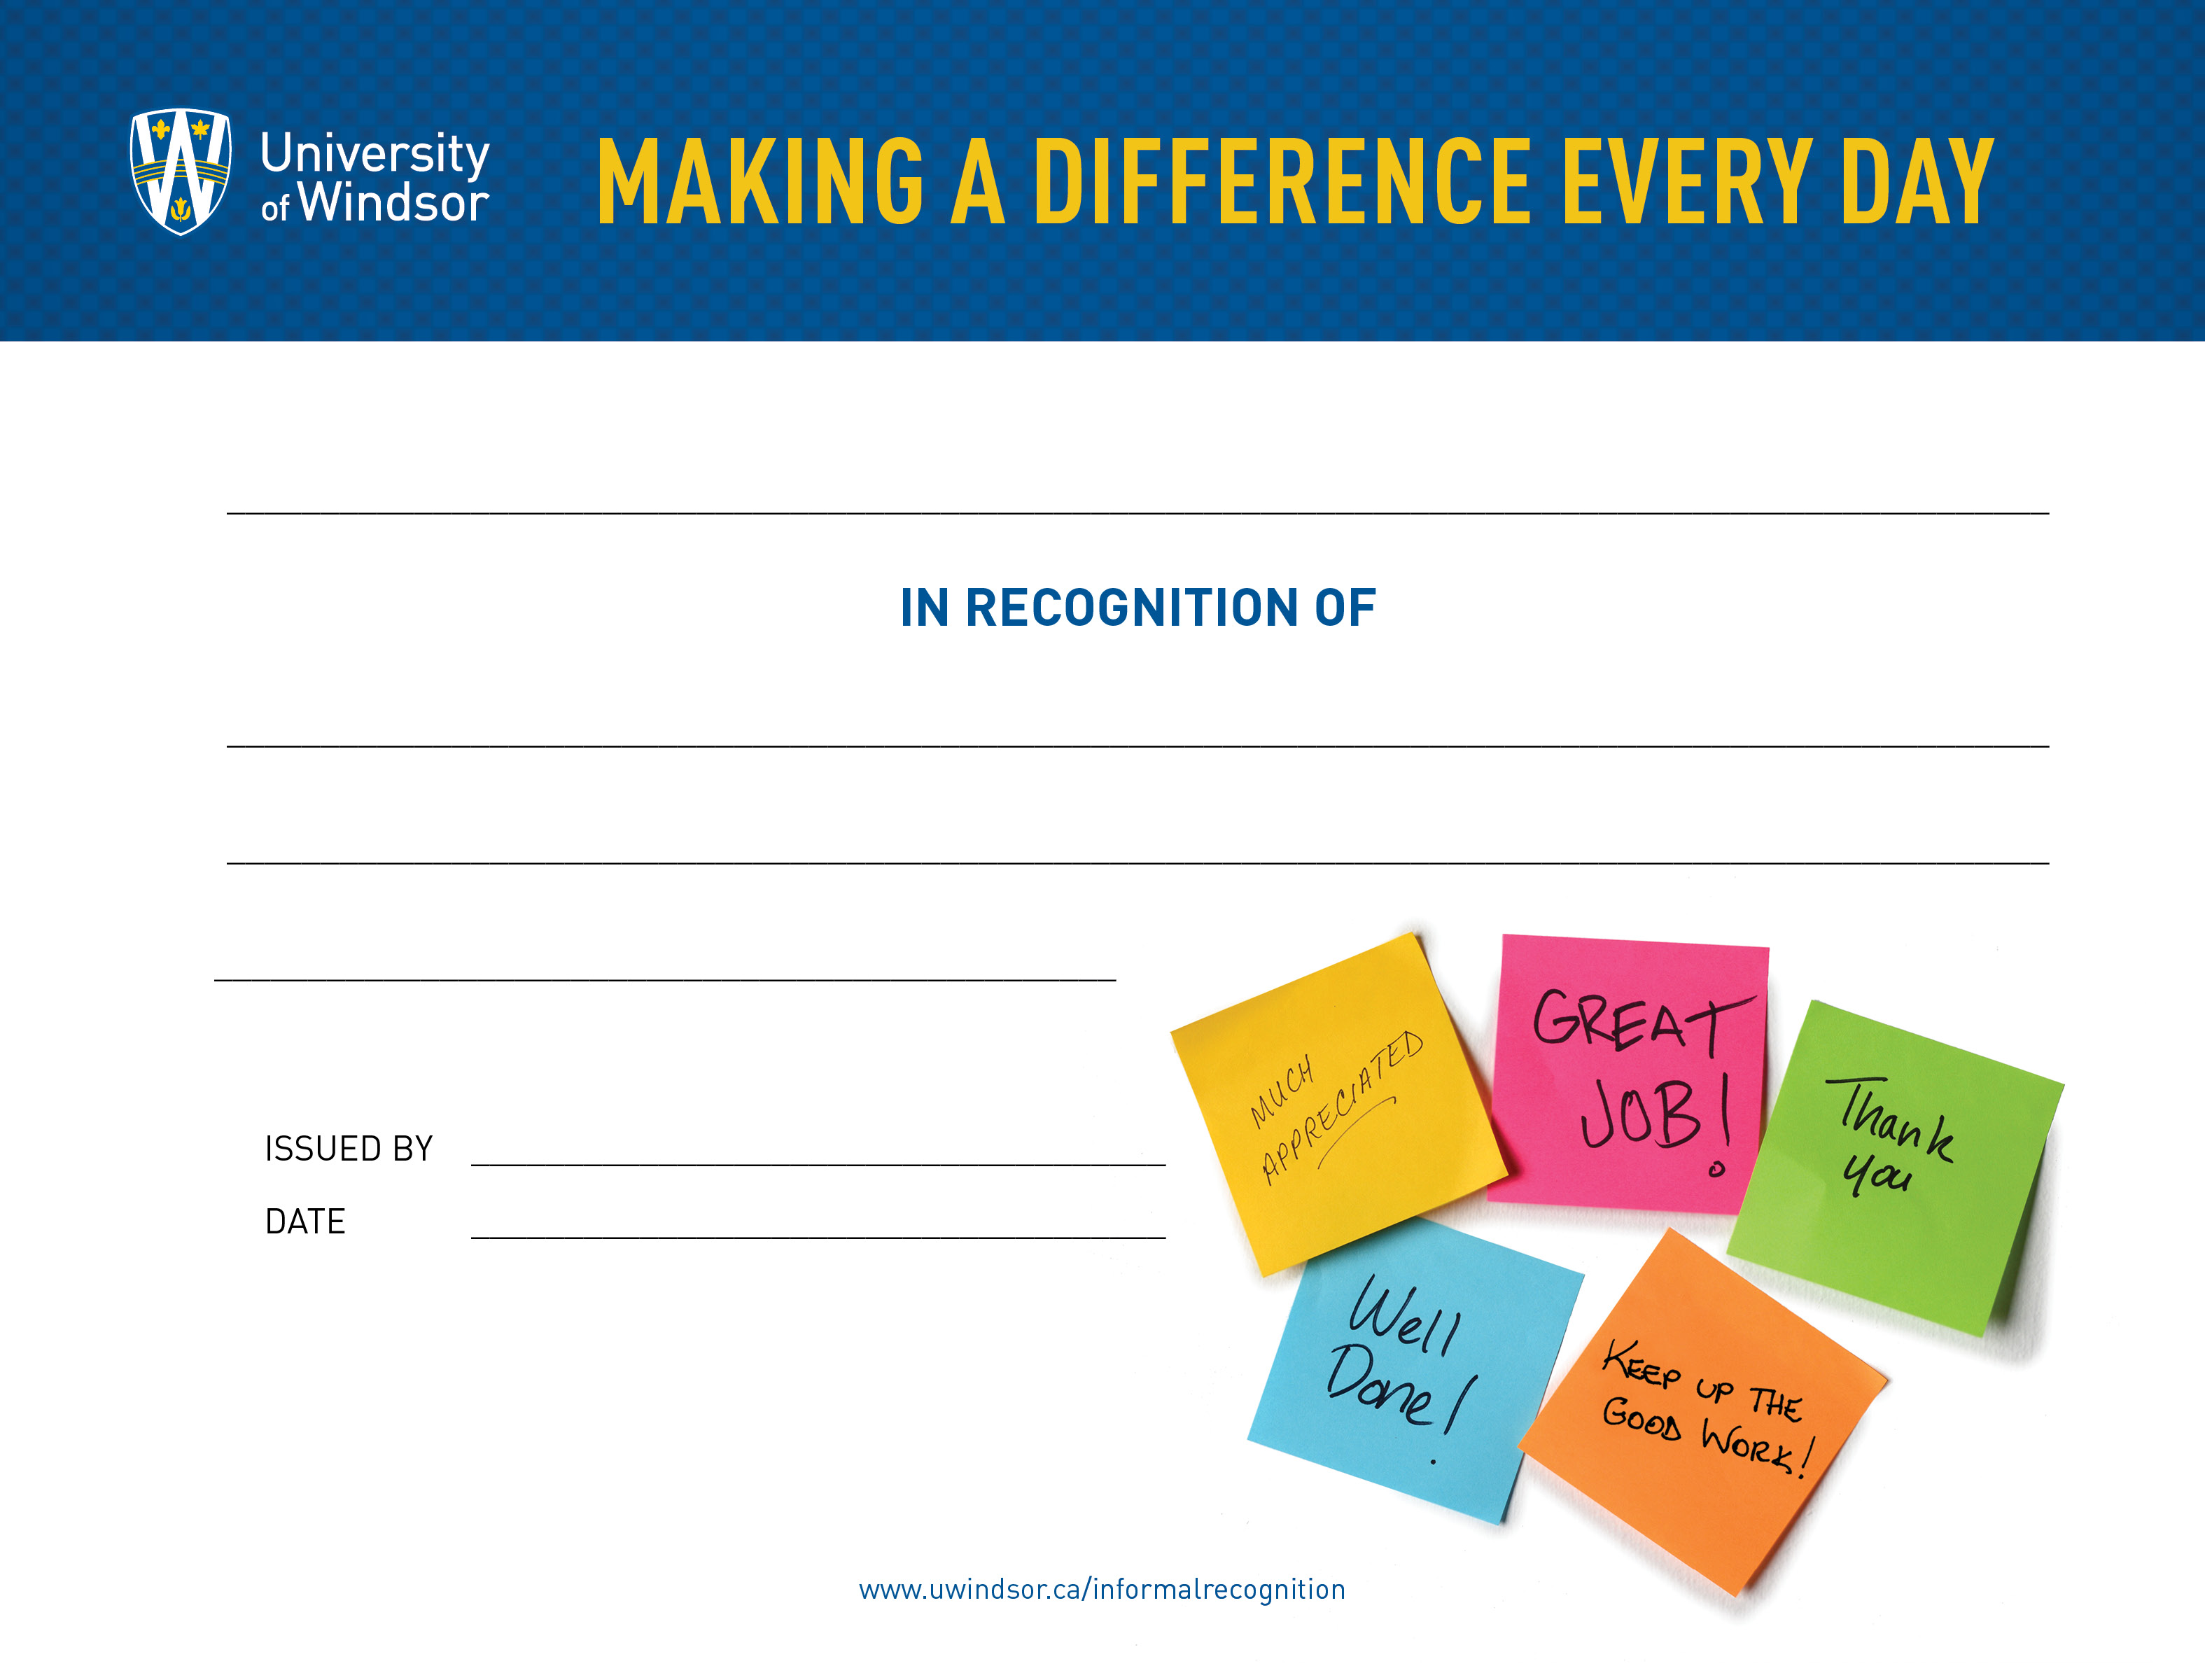 University
of Windsor
MAKING A DIFFERENCE EVERY DAY
IN RECOGNITION OF
MUCH
APPRECIATED
GREAT
JOB!
Thank
you
ISSUED BY
DATE
Well
Done!
KEEP UP THE
GOOD WORK!
www.uwindsor.ca/informalrecognition